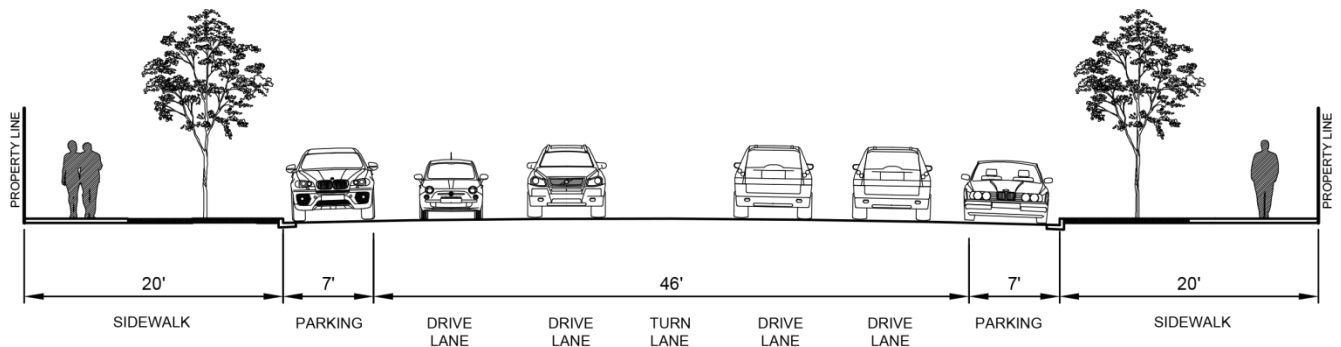 PROPERTY LINE
PROPERTY LINE
20'
7'
46'
7'
20'
SIDEWALK
PARKING
DRIVE
LANE
DRIVE
LANE
TURN
LANE
DRIVE
LANE
DRIVE
LANE
PARKING
SIDEWALK